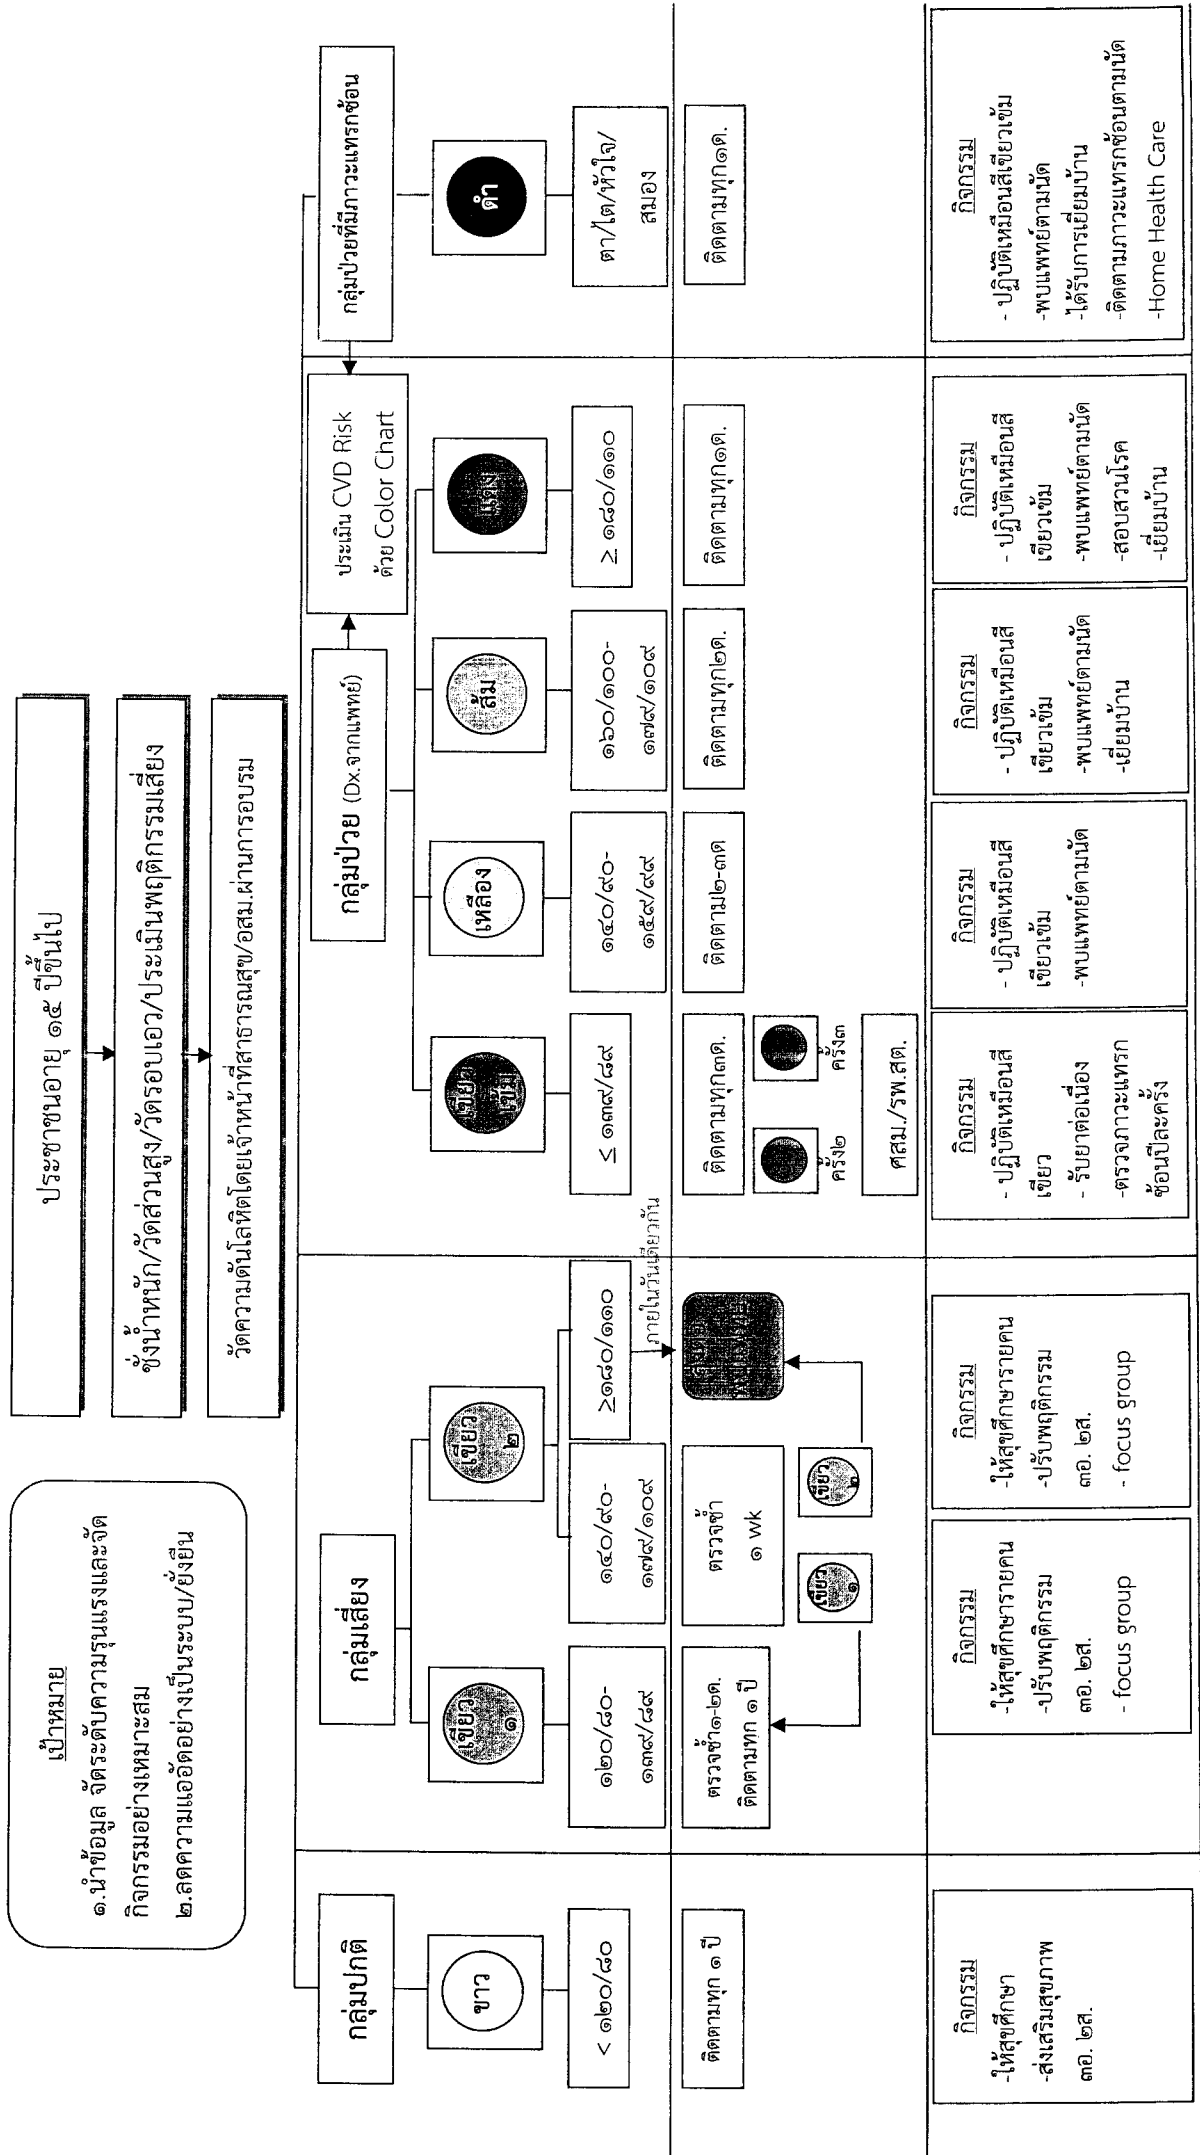 เป้าหมาย
๑.นำข้อมูล จัดระดับความรุนแรงและจัด
กิจกรรมอย่างเหมาะสม
๒.ลดความแออัดอย่างเป็นระบบ/ยั่งยืน
ประชาชนอายุ ๑๕ ปีขึ้นไป
ชั่งน้ำหนัก/วัดส่วนสูง/วัดรอบเอว/ประเมินพฤติกรรมเสี่ยง
วัดความดันโลหิตโดยเจ้าหน้าที่สาธารณสุข/อสม.ผ่านการอบรม
กลุ่มปกติ
กลุ่มเสี่ยง
กลุ่มป่วย (Dx.จากแพทย์)
ประเมิน CVD Risk
ด้วย Color Chart
กลุ่มป่วยที่มีภาวะแทรกซ้อน
ขาว
เขียว
๑
เขียว
๒
เขียว
เข้ม
เหลือง
ส้ม
แดง
ดำ
< ๑๒๐/๘๐
๑๒๐/๘๐-
๑๓๙/๘๙
๑๔๐/๙๐-
๑๗๙/๑๐๙
≥๑๘๐/๑๑๐
≤ ๑๓๙/๘๙
๑๔๐/๙๐-
๑๕๙/๙๙
๑๖๐/๑๐๐-
๑๗๙/๑๐๙
≥ ๑๘๐/๑๑๐
ตา/ไต/หัวใจ/
สมอง
ภายในวันเดียวกัน
ติดตามทุก ๑ ปี
ตรวจซ้ำ๑-๒ด.
ติดตามทุก ๑ ปี
ตรวจซ้ำ
๑ wk
ติดตามทุก๓ด.
ติดตาม๒-๓ด
ติดตามทุก๒ด.
ติดตามทุก๑ด.
ติดตามทุก๑ด.
เขียว
๑
เขียว
๒
ครั้ง๒
ครั้ง๓
ศสม./รพ.สต.
กิจกรรม
-ให้สุขศึกษา
-ส่งเสริมสุขภาพ
๓อ. ๒ส.
กิจกรรม
-ให้สุขศึกษารายคน
-ปรับพฤติกรรม
๓อ. ๒ส.
- focus group
กิจกรรม
-ให้สุขศึกษารายคน
-ปรับพฤติกรรม
๓อ. ๒ส.
- focus group
กิจกรรม
- ปฏิบัติเหมือนสี
เขียว
- รับยาต่อเนื่อง
-ตรวจภาวะแทรก
ซ้อนปีละครั้ง
กิจกรรม
- ปฏิบัติเหมือนสี
เขียวเข้ม
-พบแพทย์ตามนัด
กิจกรรม
- ปฏิบัติเหมือนสี
เขียวเข้ม
-พบแพทย์ตามนัด
-เยี่ยมบ้าน
กิจกรรม
- ปฏิบัติเหมือนสี
เขียวเข้ม
-พบแพทย์ตามนัด
-สอบสวนโรค
-เยี่ยมบ้าน
กิจกรรม
- ปฏิบัติเหมือนสีเขียวเข้ม
-พบแพทย์ตามนัด
-ได้รับการเยี่ยมบ้าน
-ติดตามภาวะแทรกซ้อนตามนัด
-Home Health Care